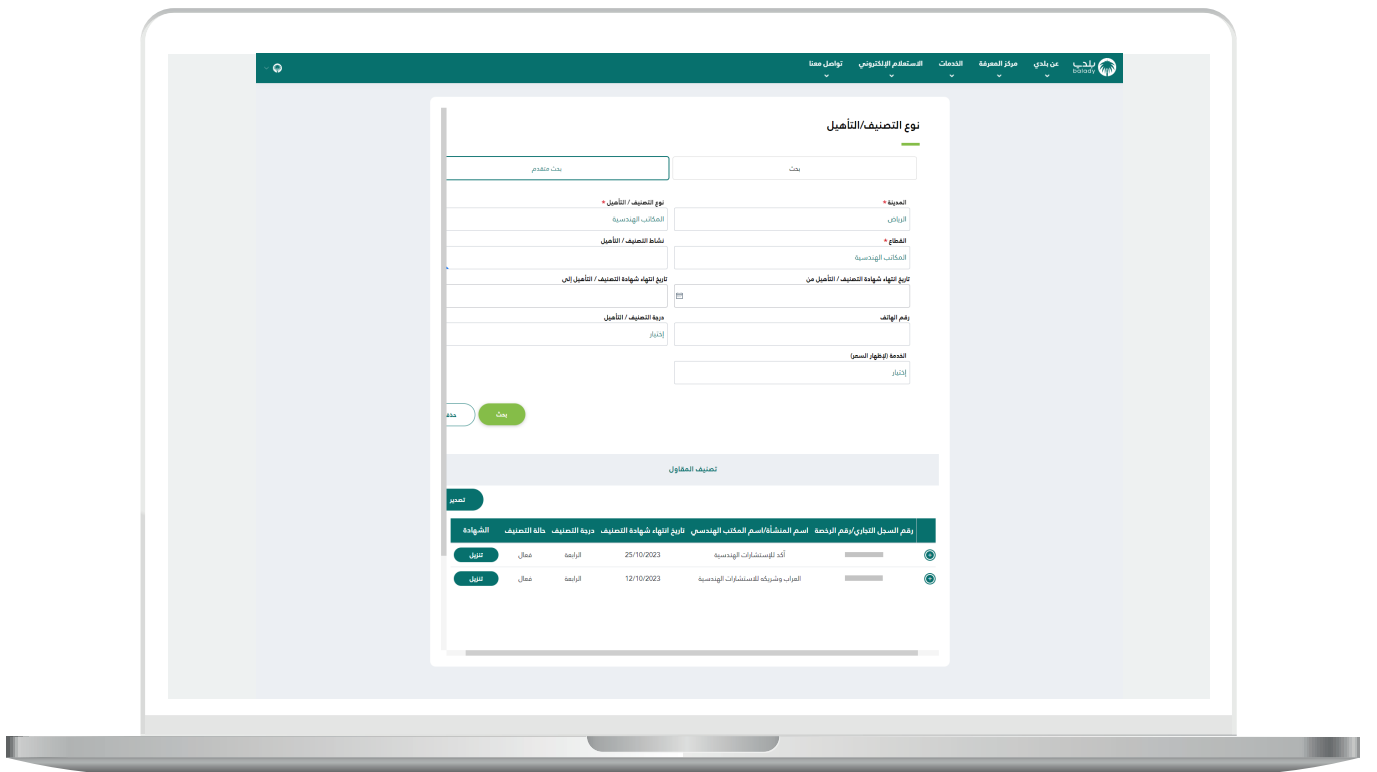 بلدي balady
عن بلدي
مركز المعرفة
الخدمات
الاستعلام الإلكتروني
تواصل معنا
نوع التصنيف/التأهيل
بحث
بحث متقدم
المدينة *
نوع التصنيف / التأهيل *
الرياض
المكاتب الهندسية
القطاع *
نشاط التصنيف / التأهيل
المكاتب الهندسية
تاريخ انتهاء شهادة التصنيف / التأهيل من
تاريخ انتهاء شهادة التصنيف / التأهيل إلى
رقم الهاتف
درجة التصنيف / التأهيل
إختيار
الخدمة (لإظهار السعر)
إختيار
بحث
حذف
تصنيف المقاول
تصدير
رقم السجل التجاري/رقم الرخصة اسم المنشأة/اسم المكتب الهندسي تاريخ انتهاء شهادة التصنيف درجة التصنيف حالة التصنيف الشهادة
أكد للإستشارات الهندسية 25/10/2023 الرابعة فعال تنزيل
العراب وشريكه للاستشارات الهندسية 12/10/2023 الرابعة فعال تنزيل